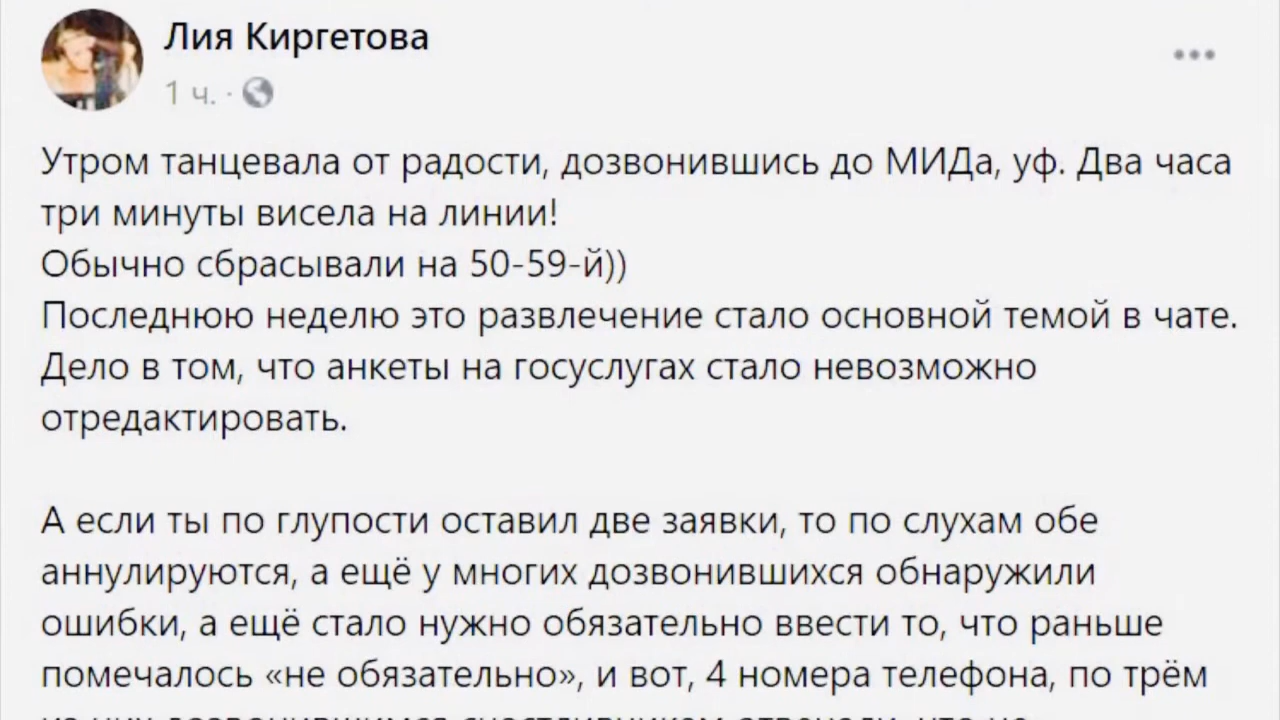 Лия Киргетова
1 ч. ·
Утром танцевала от радости, дозвонившись до МИДа, уф. Два часа
три минуты висела на линии!
Обычно сбрасывали на 50-59-й))
Последнюю неделю это развлечение стало основной темой в чате.
Дело в том, что анкеты на госуслугах стало невозможно
отредактировать.
А если ты по глупости оставил две заявки, то по слухам обе
аннулируются, а ещё у многих дозвонившихся обнаружили
ошибки, а ещё стало нужно обязательно ввести то, что раньше
помечалось «не обязательно», и вот, 4 номера телефона, по трём